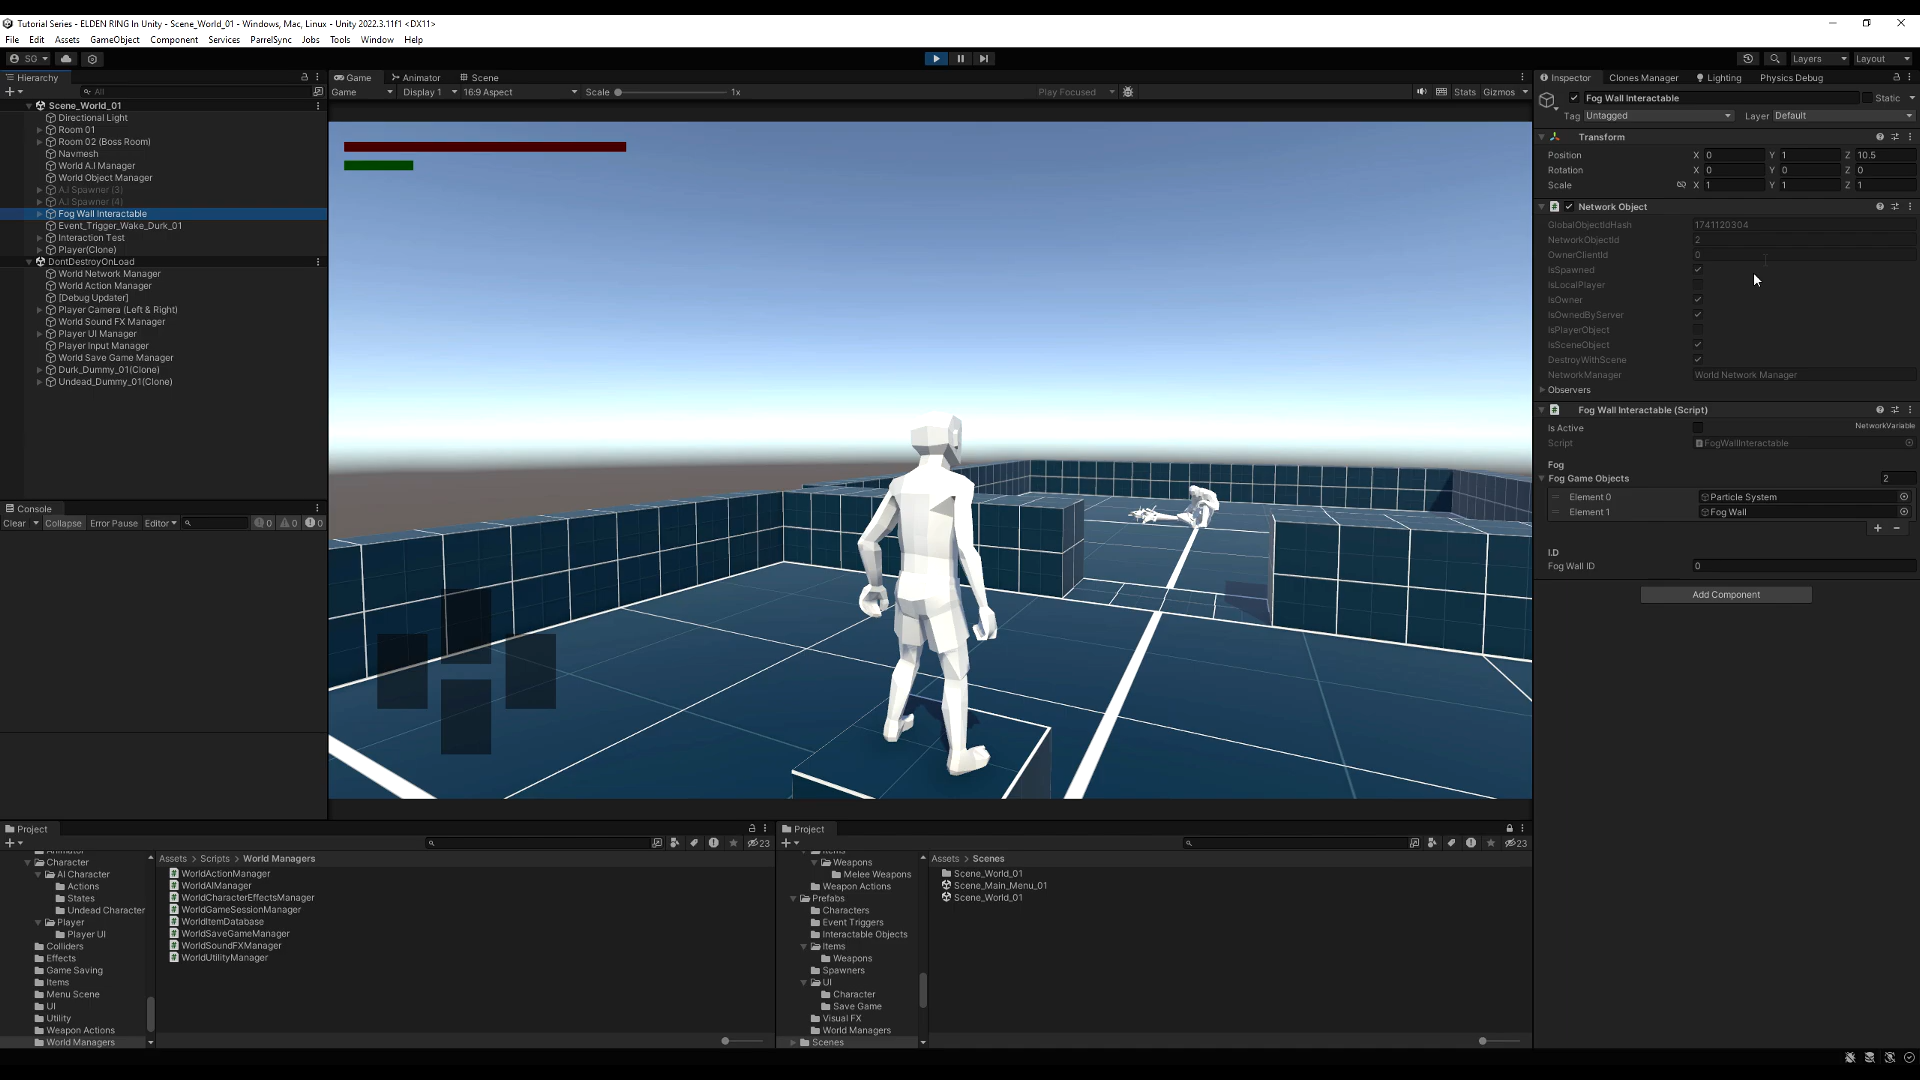 Tutorial Series - ELDEN RING In Unity - Scene_World_01 - Windows, Mac, Linux - Unity 2022.3.11f1 <DX11>
File Edit Assets GameObject Component Services ParrelSync Jobs Tools Window Help
SG Layers Layout
Hierarchy
All
Scene_World_01
Directional Light
Room 01
Room 02 (Boss Room)
Navmesh
World A.I Manager
World Object Manager
A.I Spawner (3)
A.I Spawner (4)
Fog Wall Interactable
Event_Trigger_Wake_Durk_01
Interaction Test
Player(Clone)
DontDestroyOnLoad
World Network Manager
World Action Manager
[Debug Updater]
Player Camera (Left & Right)
World Sound FX Manager
Player UI Manager
Player Input Manager
World Save Game Manager
Durk_Dummy_01(Clone)
Undead_Dummy_01(Clone)
Console
Clear Collapse Error Pause Editor 0 0 0
Game Animator Scene
Game Display 1 16:9 Aspect Scale 1x Play Focused Stats Gizmos
Inspector Clones Manager Lighting Physics Debug
Fog Wall Interactable Static
Tag Untagged Layer Default
Transform
Position X 0 Y 1 Z 10.5
Rotation X 0 Y 0 Z 0
Scale X 1 Y 1 Z 1
Network Object
GlobalObjectIdHash 1741120304
NetworkObjectId 2
OwnerClientId 0
IsSpawned
IsLocalPlayer
IsOwner
IsOwnedByServer
IsPlayerObject
IsSceneObject
DestroyWithScene
NetworkManager World Network Manager
Observers
Fog Wall Interactable (Script)
Is Active NetworkVariable
Script FogWallInteractable
Fog
Fog Game Objects 2
Element 0 Particle System
Element 1 Fog Wall
I.D
Fog Wall ID 0
Add Component
Project
23
Character
AI Character
Actions
States
Undead Character
Player
Player UI
Colliders
Effects
Game Saving
Items
Menu Scene
UI
Utility
Weapon Actions
World Managers
Assets > Scripts > World Managers
WorldActionManager
WorldAIManager
WorldCharacterEffectsManager
WorldGameSessionManager
WorldItemDatabase
WorldSaveGameManager
WorldSoundFXManager
WorldUtilityManager
Project
23
Weapons
Melee Weapons
Weapon Actions
Prefabs
Characters
Event Triggers
Interactable Objects
Items
Weapons
Spawners
UI
Character
Save Game
Visual FX
World Managers
Scenes
Assets > Scenes
Scene_World_01
Scene_Main_Menu_01
Scene_World_01